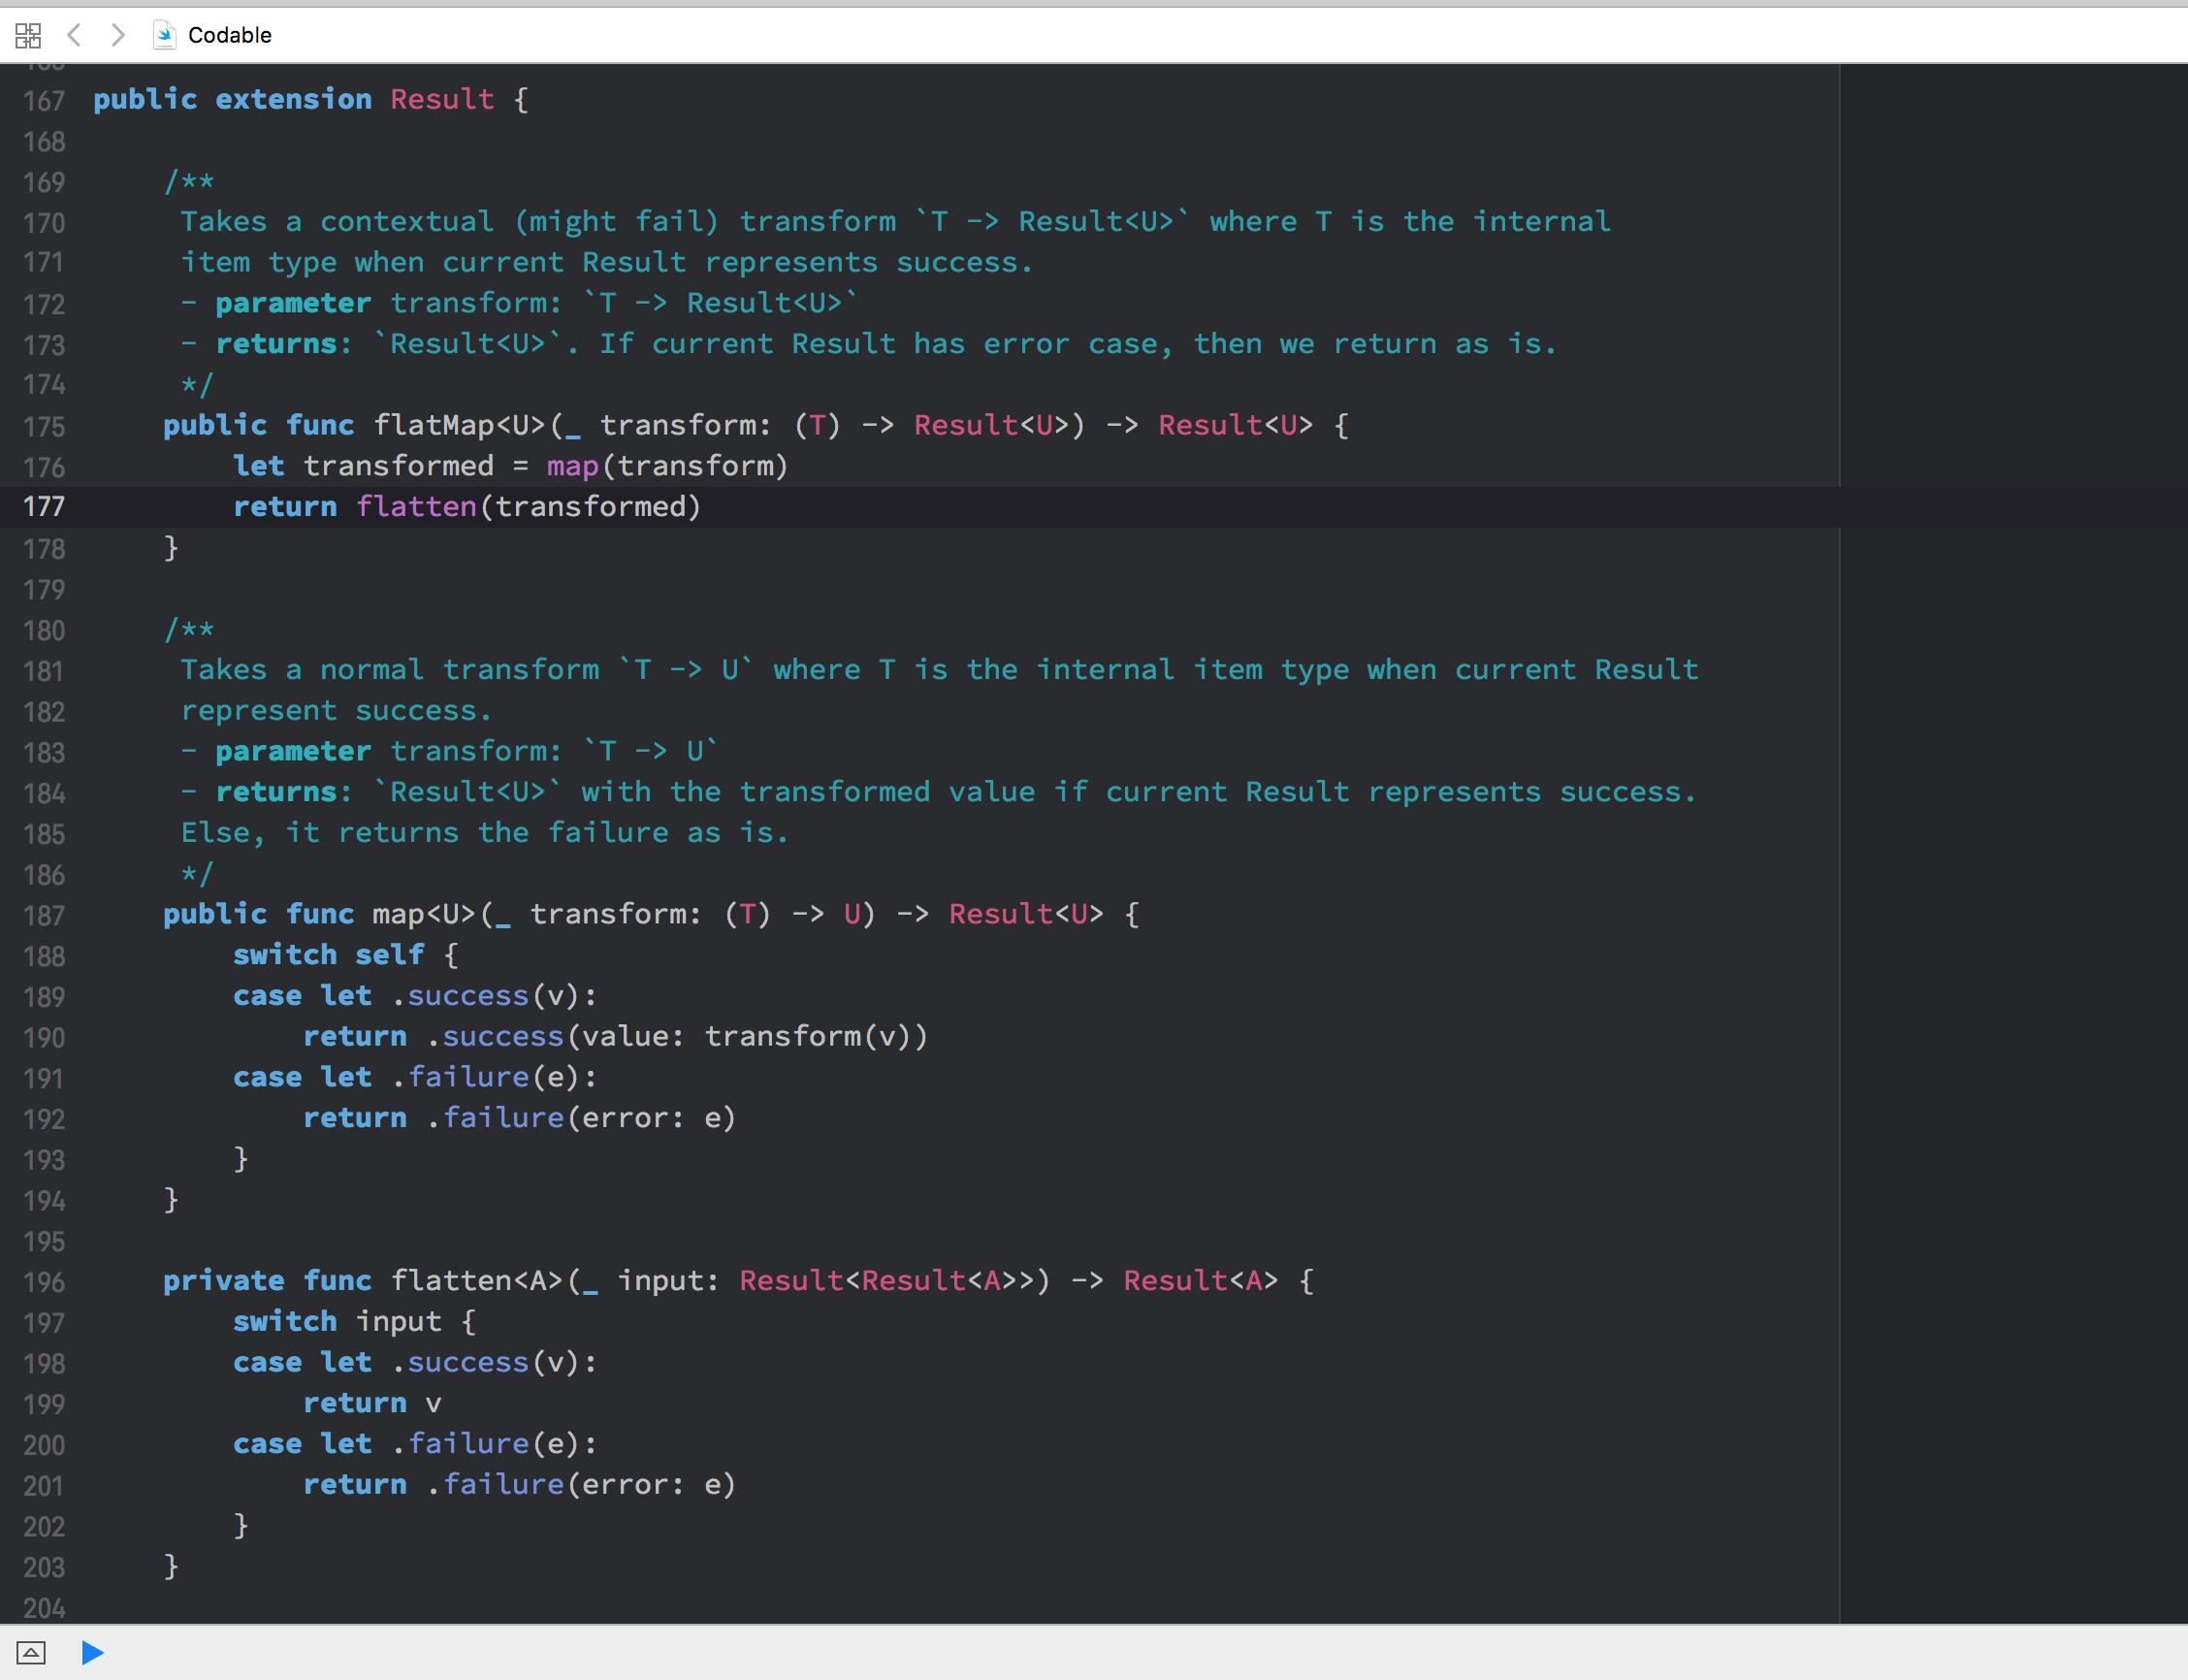 Codable
167 public extension Result {
168
169     /**
170      Takes a contextual (might fail) transform `T -> Result<U>` where T is the internal
171      item type when current Result represents success.
172      - parameter transform: `T -> Result<U>`
173      - returns: `Result<U>`. If current Result has error case, then we return as is.
174      */
175     public func flatMap<U>(_ transform: (T) -> Result<U>) -> Result<U> {
176         let transformed = map(transform)
177         return flatten(transformed)
178     }
179
180     /**
181      Takes a normal transform `T -> U` where T is the internal item type when current Result
182      represent success.
183      - parameter transform: `T -> U`
184      - returns: `Result<U>` with the transformed value if current Result represents success.
185      Else, it returns the failure as is.
186      */
187     public func map<U>(_ transform: (T) -> U) -> Result<U> {
188         switch self {
189         case let .success(v):
190             return .success(value: transform(v))
191         case let .failure(e):
192             return .failure(error: e)
193         }
194     }
195
196     private func flatten<A>(_ input: Result<Result<A>>) -> Result<A> {
197         switch input {
198         case let .success(v):
199             return v
200         case let .failure(e):
201             return .failure(error: e)
202         }
203     }
204